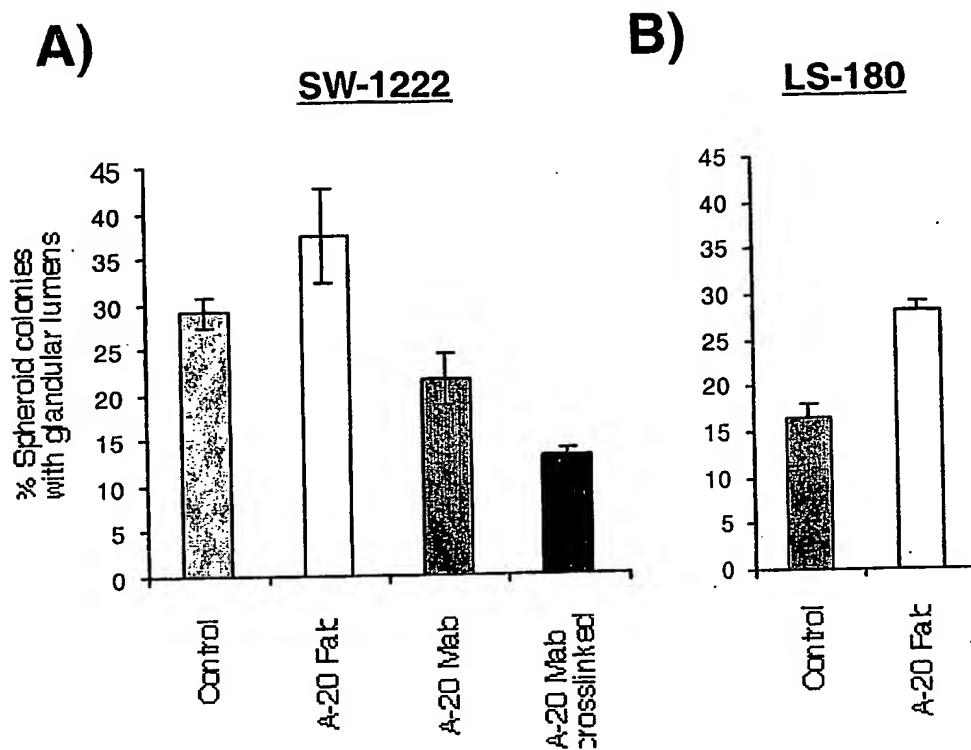 A)
SW-1222
% Spheroid colonies
with glandular lumens
45
40
35
30
25
20
15
10
5
0
Control
A-20 Fab
A-20 Mab
A-20 Mab
crosslinked
B)
LS-180
45
40
35
30
25
20
15
10
5
0
Control
A-20 Fab